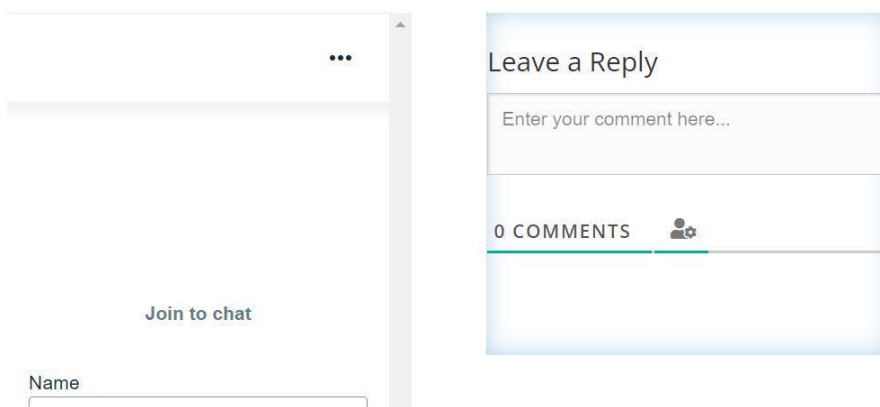 Join to chat
Name
Leave a Reply
Enter your comment here...
0 COMMENTS